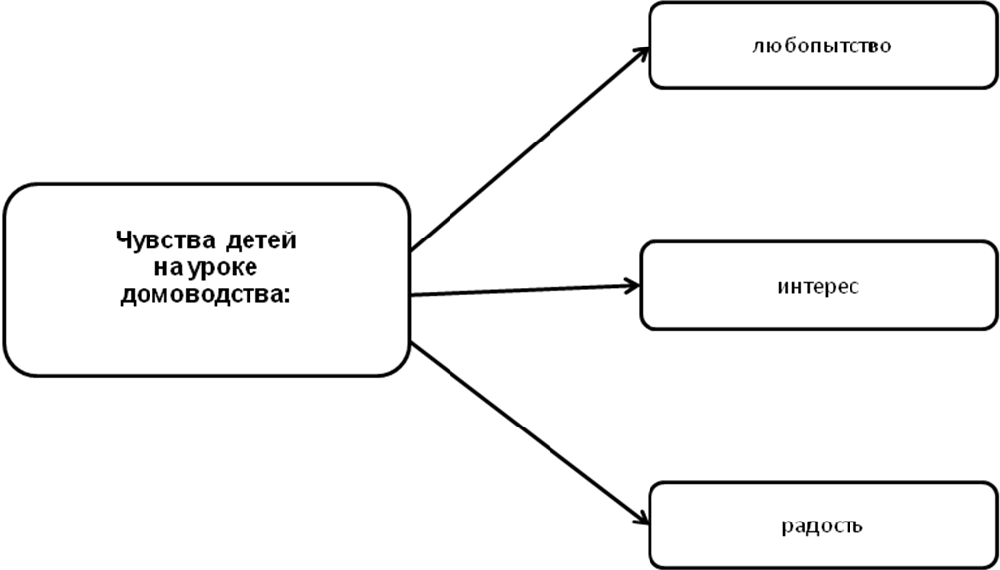 любопытство
Чувства детей
на уроке
домоводства:
интерес
радость